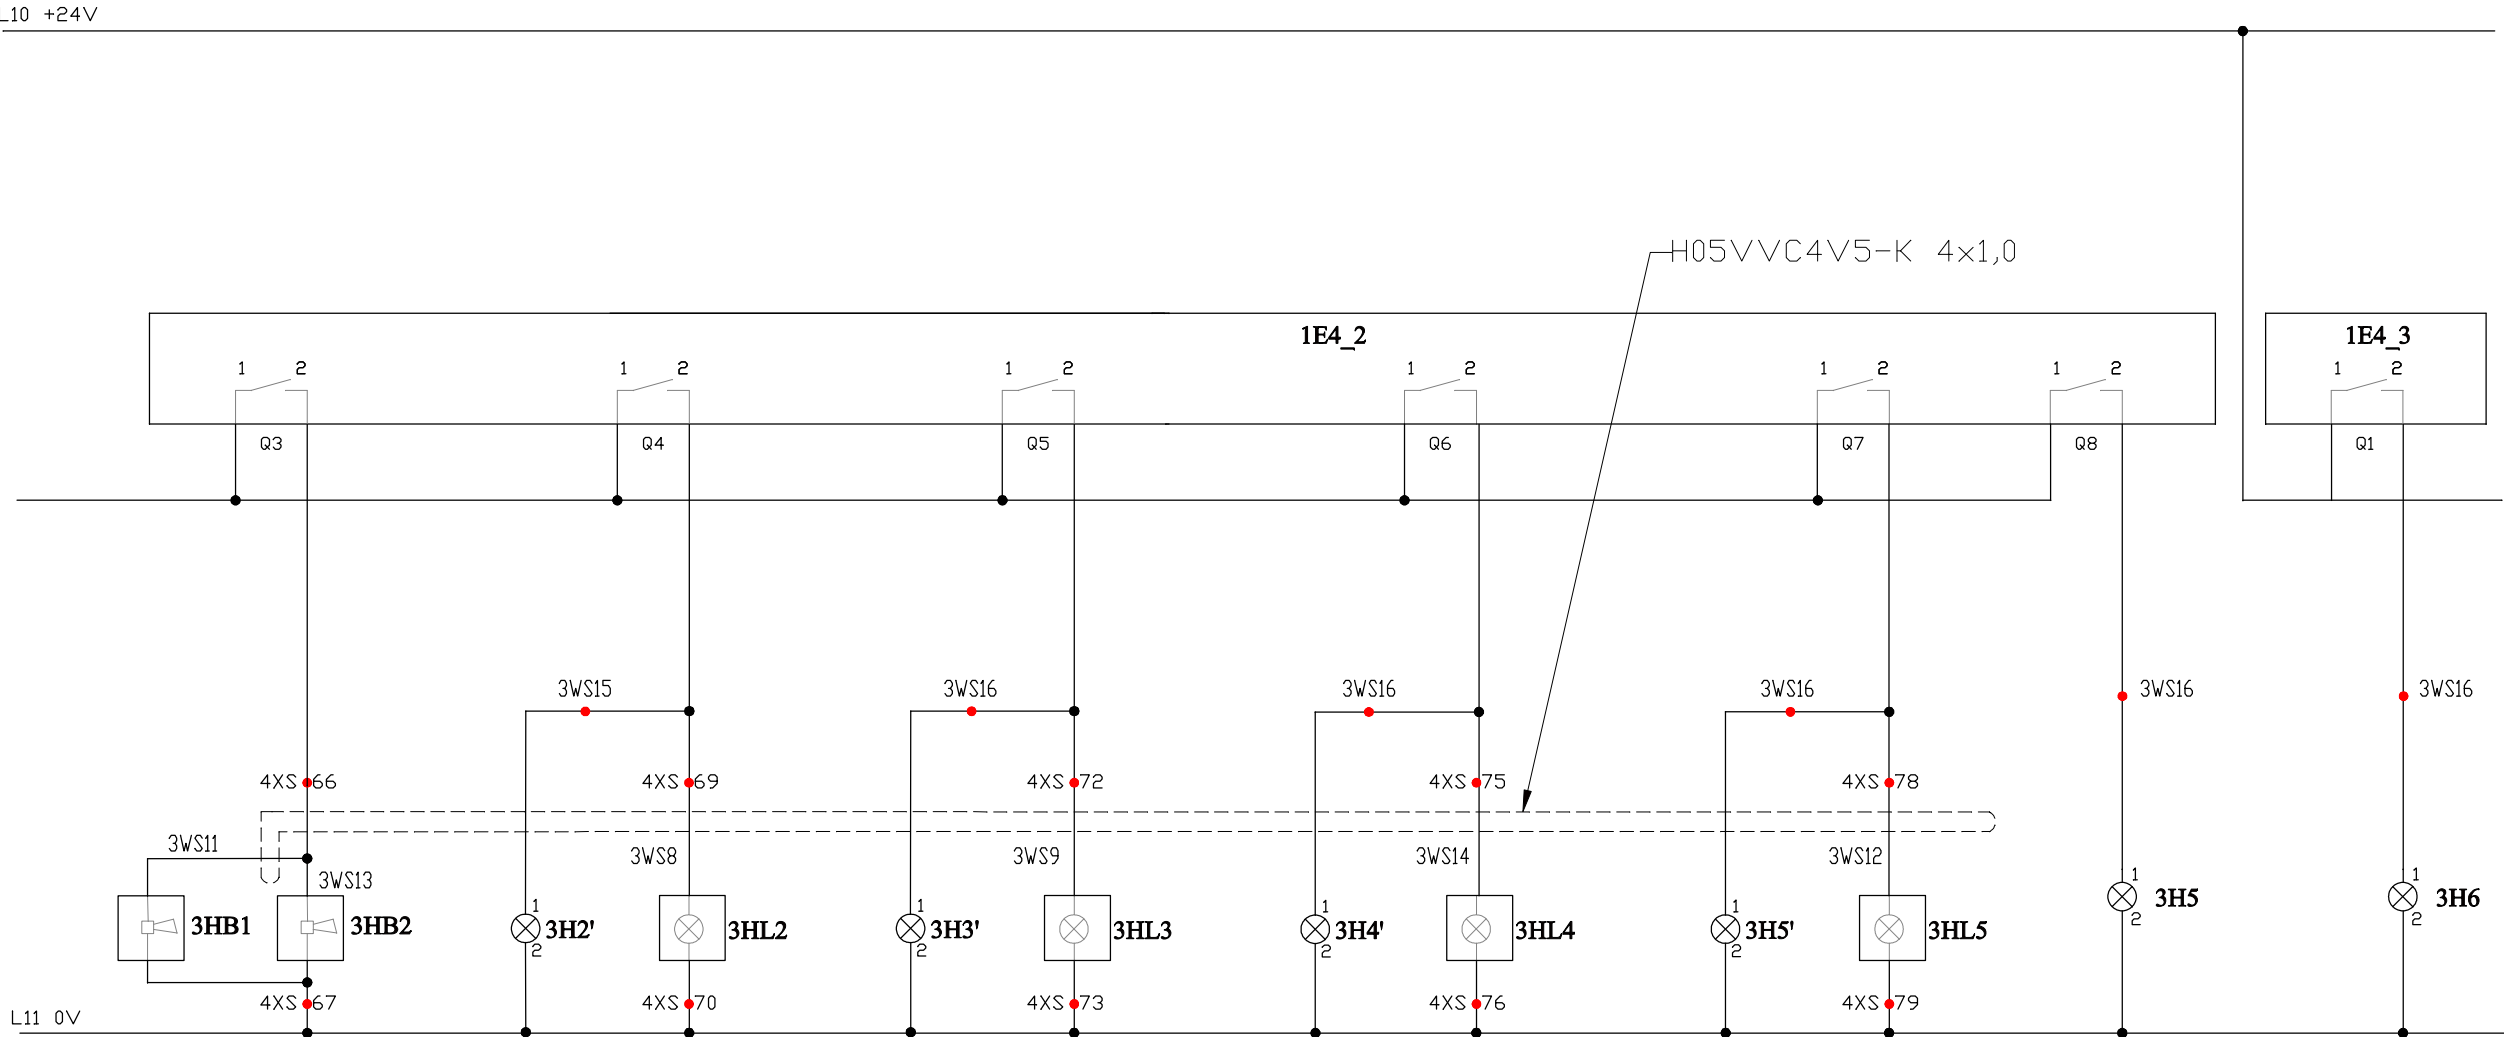 L10 +24V
H05VVC4V5-K 4x1,0
1E4_2
1E4_3
1 2 1 2 1 2 1 2 1 2 1 2 1 2
Q3 Q4 Q5 Q6 Q7 Q8 Q1
3WS15 3WS16 3WS16 3WS16 3WS16 3WS16
4XS 66 4XS 69 4XS 72 4XS 75 4XS 78
3WS11 3WS8 3WS9 3WS14 3WS12
3WS13
1 1
3H5 3H6
2 2
1 1 1 1
3HB1 3HB2 3H2' 3HL2 3H3' 3HL3 3H4' 3HL4 3H5' 3HL5
2 2 2 2
4XS 67 4XS 70 4XS 73 4XS 76 4XS 79
L11 0V